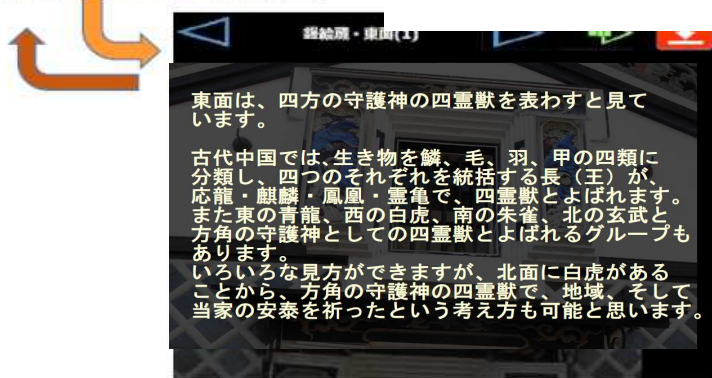 鏝絵蔵・東面(1)
東面は、四方の守護神の四霊獣を表わすと見て
います。
古代中国では、生き物を鱗、毛、羽、甲の四類に
分類し、四つのそれぞれを統括する長（王）が、
応龍・麒麟・鳳凰・霊亀で、四霊獣とよばれます。
また東の青龍、西の白虎、南の朱雀、北の玄武と
方角の守護神としての四霊獣とよばれるグループも
あります。
いろいろな見方ができますが、北面に白虎がある
ことから、方角の守護神の四霊獣で、地域、そして
当家の安泰を祈ったという考え方も可能と思います。